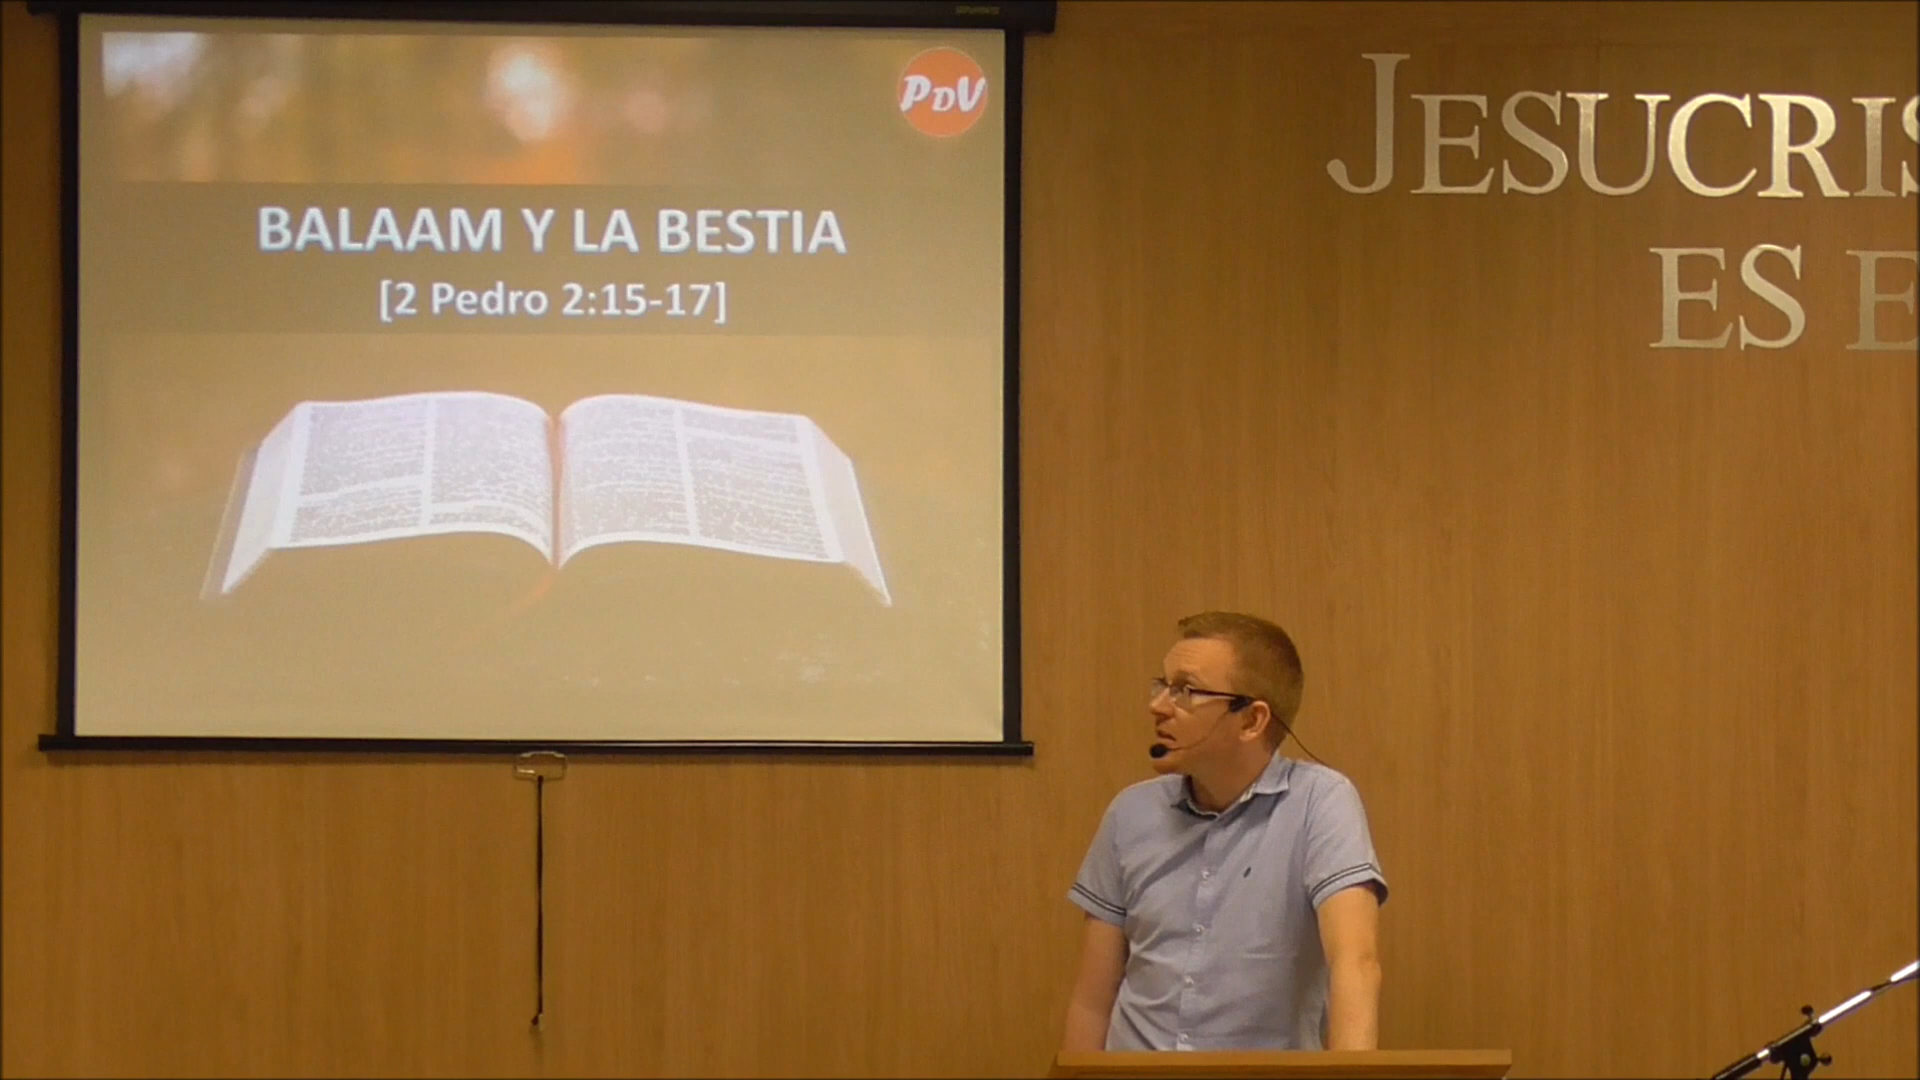 PDV
BALAAM Y LA BESTIA
[2 Pedro 2:15-17]
JESUCRIS
ES E